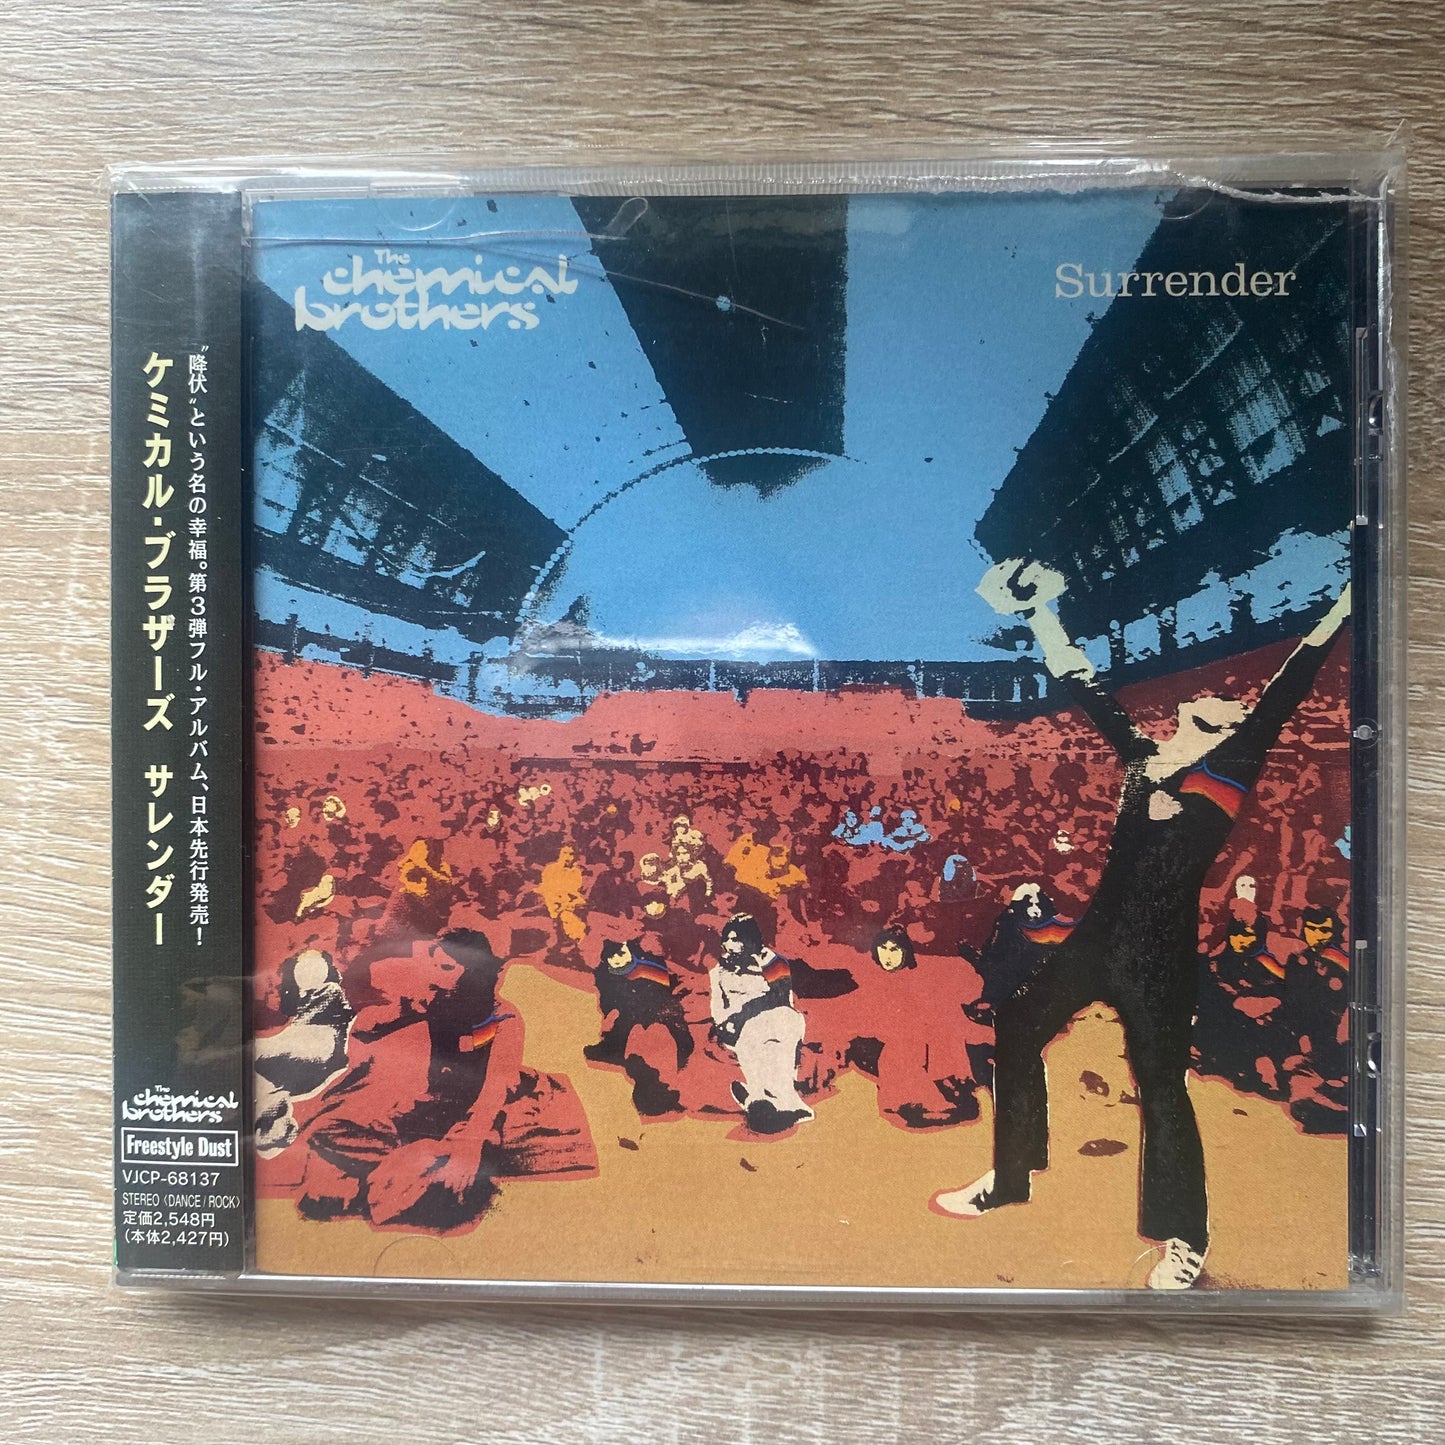 The
chemical
brothers
Surrender
"降伏"という名の幸福。第3弾フル・アルバム、日本先行発売!
ケミカル・ブラザーズ サレンダー
The
chemical
brothers
Freestyle Dust
VJCP-68137
STEREO〈DANCE/ROCK〉
定価2,548円
(本体2,427円)